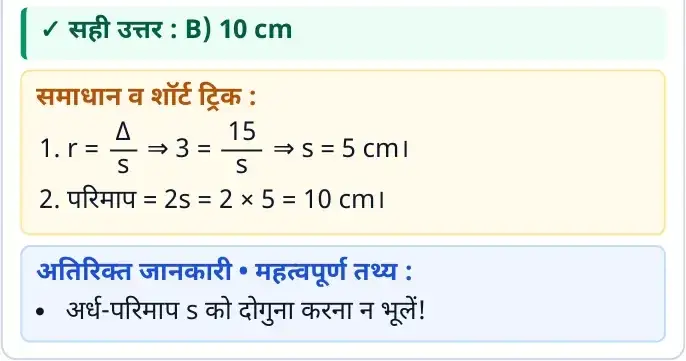 ✓ सही उत्तर : B) 10 cm
समाधान व शॉर्ट ट्रिक :
1. r = Δ/s ⇒ 3 = 15/s ⇒ s = 5 cm।
2. परिमाप = 2s = 2 × 5 = 10 cm।
अतिरिक्त जानकारी • महत्वपूर्ण तथ्य :
• अर्ध-परिमाप s को दोगुना करना न भूलें!